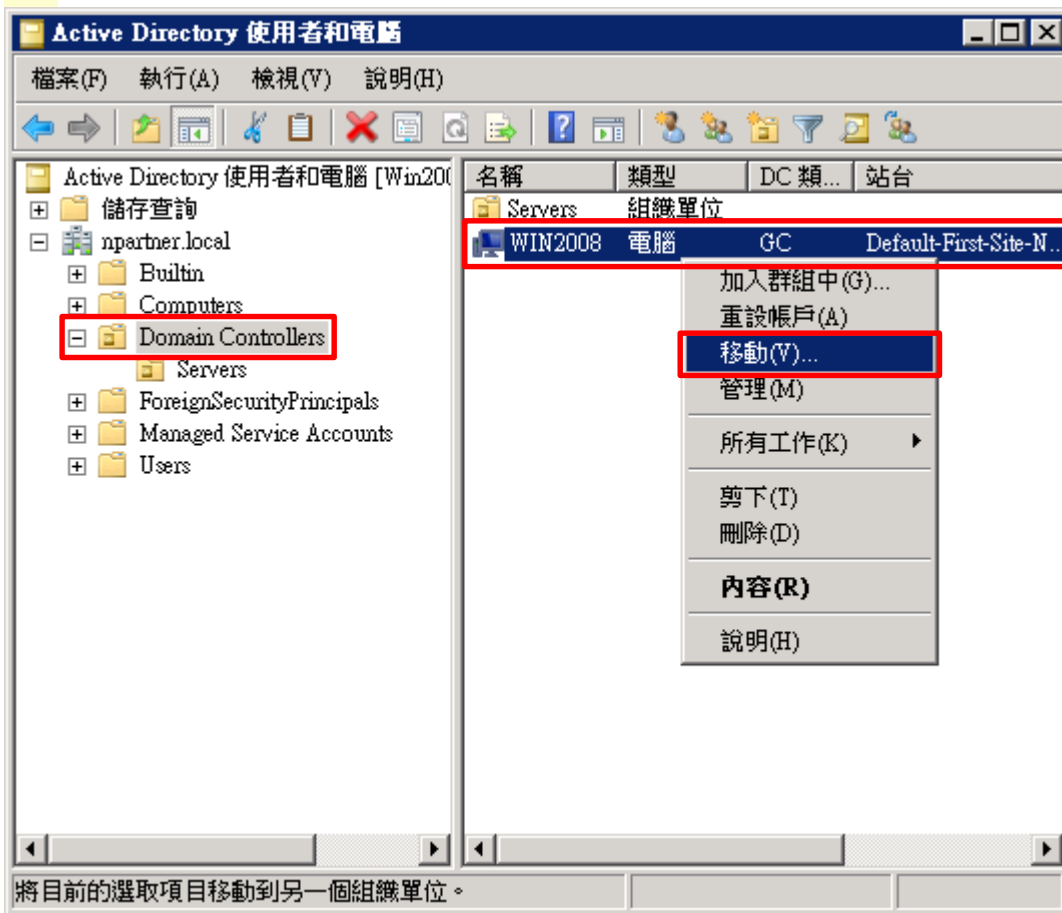 Active Directory 使用者和電腦
檔案(F) 執行(A) 檢視(V) 說明(H)
Active Directory 使用者和電腦 [Win200
儲存查詢
npartner.local
Builtin
Computers
Domain Controllers
Servers
ForeignSecurityPrincipals
Managed Service Accounts
Users
名稱 類型 DC 類... 站台
Servers 組織單位
WIN2008 電腦 GC Default-First-Site-N...
加入群組中(G)...
重設帳戶(A)
移動(V)...
管理(M)
所有工作(K)
剪下(T)
刪除(D)
內容(R)
說明(H)
將目前的選取項目移動到另一個組織單位。